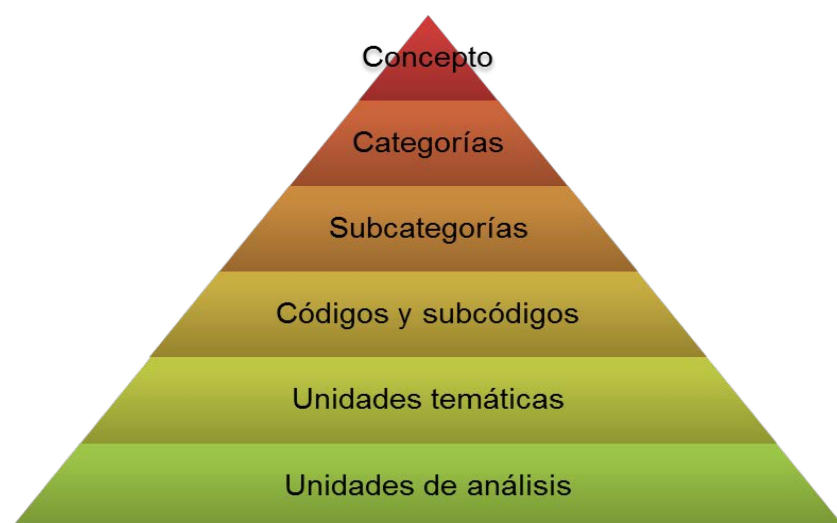 Concepto
Categorías
Subcategorías
Códigos y subcódigos
Unidades temáticas
Unidades de análisis